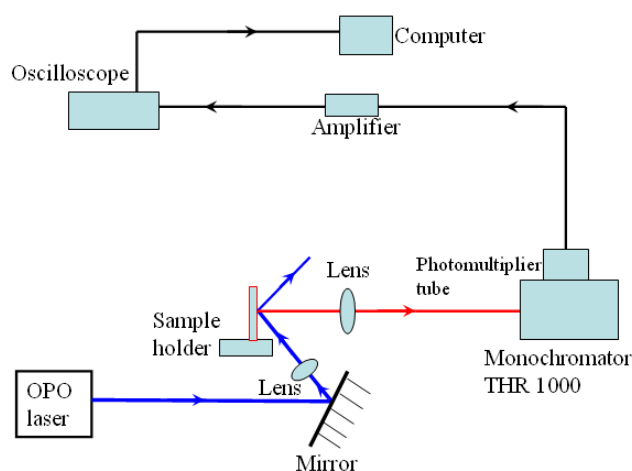 Computer
Oscilloscope
Amplifier
Lens
Photomultiplier
tube
Sample
holder
Lens
Monochromator
THR 1000
OPO
laser
Mirror